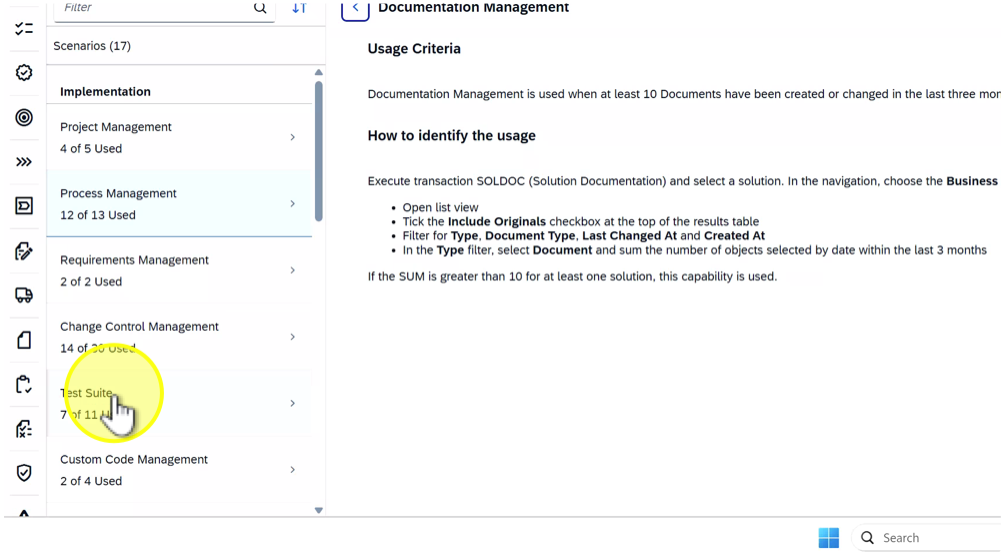 Filter
Scenarios (17)
Implementation
Project Management
4 of 5 Used
Process Management
12 of 13 Used
Requirements Management
2 of 2 Used
Change Control Management
14 of 30 Used
Test Suite
7 of 11
Custom Code Management
2 of 4 Used
Documentation Management
Usage Criteria
Documentation Management is used when at least 10 Documents have been created or changed in the last three mon
How to identify the usage
Execute transaction SOLDOC (Solution Documentation) and select a solution. In the navigation, choose the Business
• Open list view
• Tick the Include Originals checkbox at the top of the results table
• Filter for Type, Document Type, Last Changed At and Created At
• In the Type filter, select Document and sum the number of objects selected by date within the last 3 months
If the SUM is greater than 10 for at least one solution, this capability is used.
Search